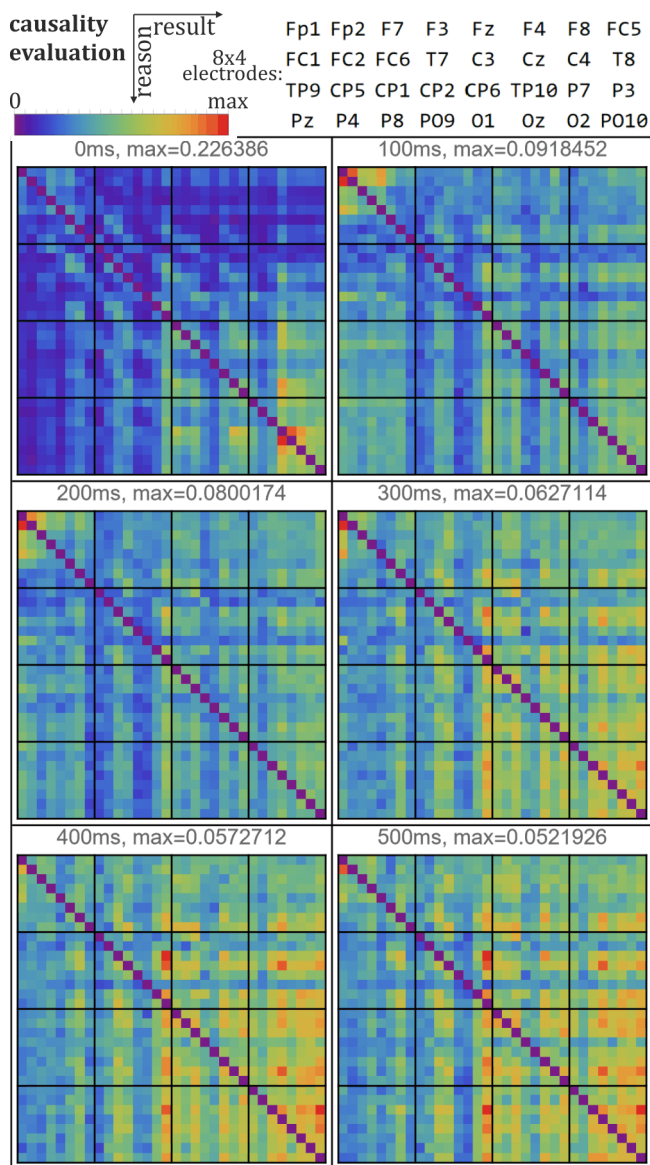 causality
evaluation
result
reason
8x4
electrodes:
0
max
Fp1 Fp2 F7 F3 Fz F4 F8 FC5
FC1 FC2 FC6 T7 C3 Cz C4 T8
TP9 CP5 CP1 CP2 CP6 TP10 P7 P3
Pz P4 P8 PO9 O1 Oz O2 PO10
0ms, max=0.226386
100ms, max=0.0918452
200ms, max=0.0800174
300ms, max=0.0627114
400ms, max=0.0572712
500ms, max=0.0521926